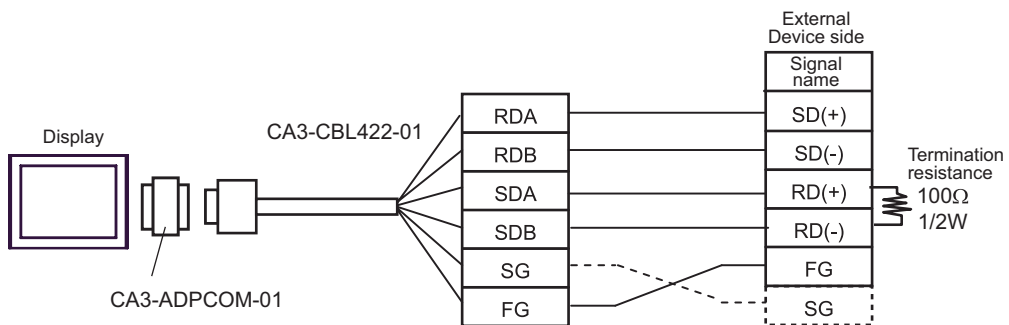 External
Device side
Signal
name
CA3-CBL422-01
RDA
SD(+)
Display
RDB
SD(-)
Termination
resistance
SDA
RD(+)
100Ω
1/2W
SDB
RD(-)
SG
FG
CA3-ADPCOM-01
FG
SG